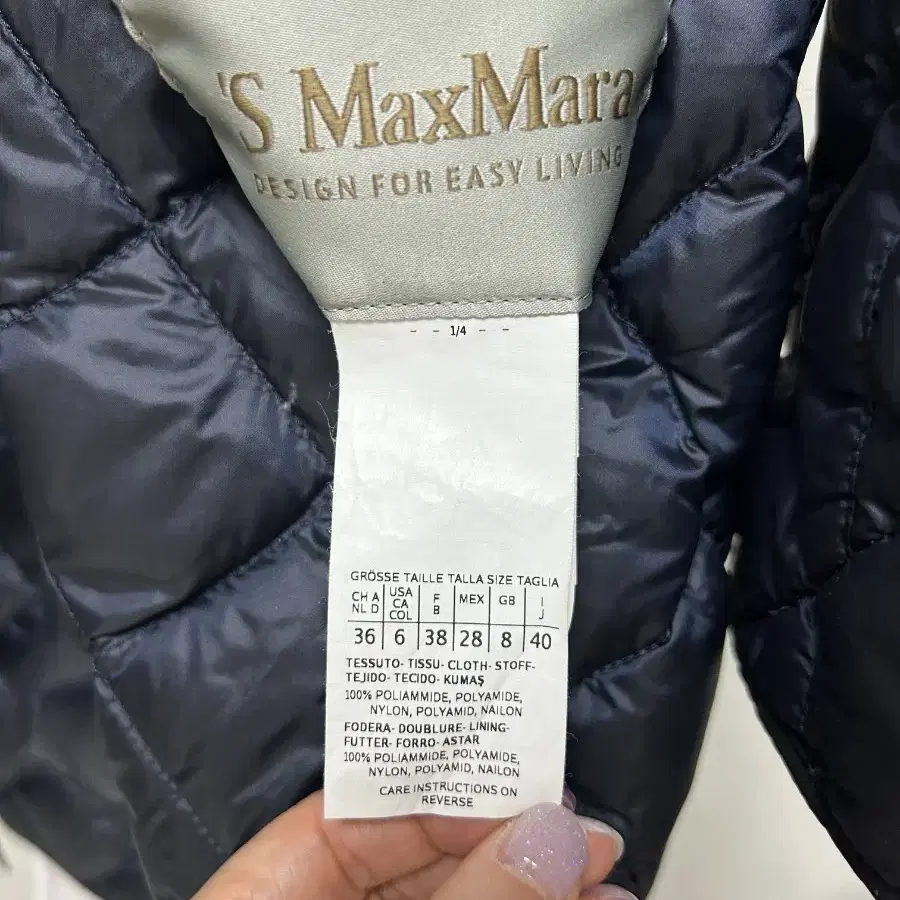 'S MaxMara
DESIGN FOR EASY LIVING
- - 1/4 - -
GRÖSSE TAILLE TALLA SIZE TAGLIA
CH A NL D | USA CA COL | F B | MEX | GB | I J
36 | 6 | 38 | 28 | 8 | 40
TESSUTO- TISSU- CLOTH- STOFF-
TEJIDO- TECIDO- KUMAŞ
100% POLIAMMIDE, POLYAMIDE,
NYLON, POLYAMID, NAILON
FODERA- DOUBLURE- LINING-
FUTTER- FORRO- ASTAR
100% POLIAMMIDE, POLYAMIDE,
NYLON, POLYAMID, NAILON
CARE INSTRUCTIONS ON
REVERSE